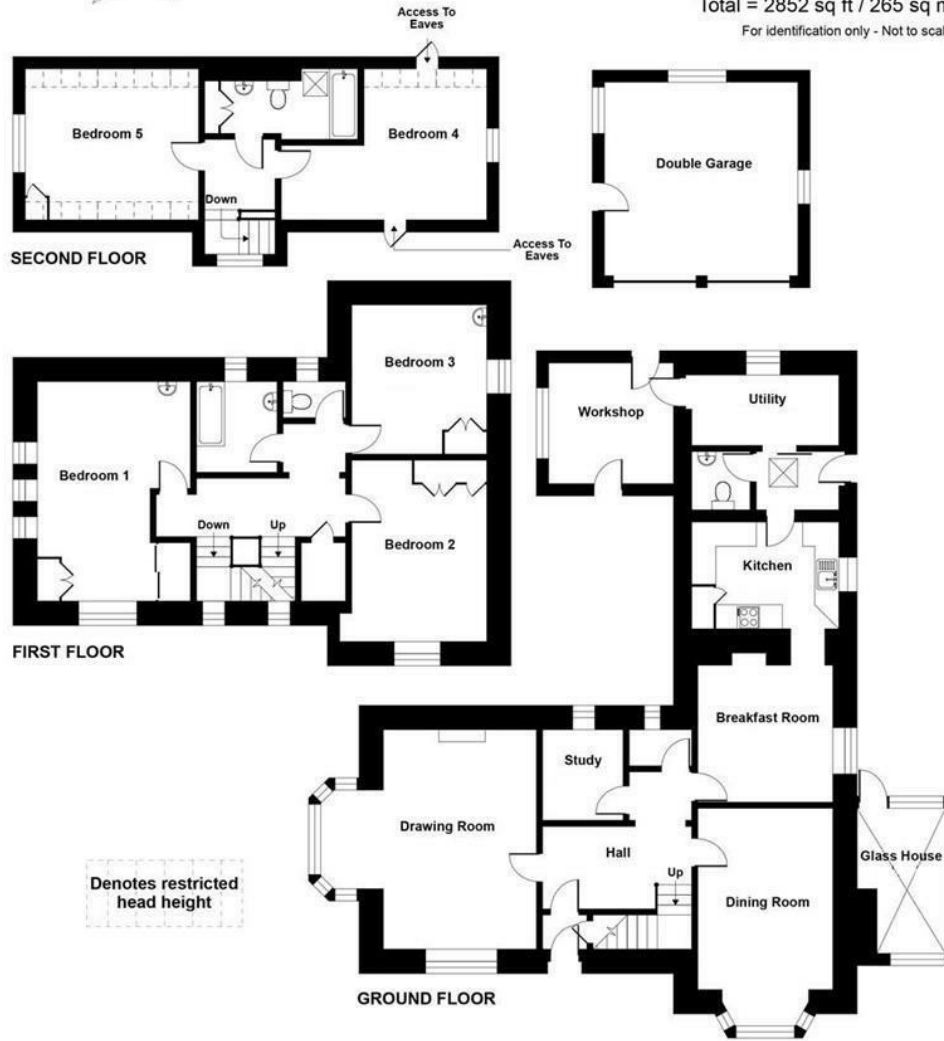 Total = 2852 sq ft / 265 sq m
For identification only - Not to scal
Access To
Eaves
Bedroom 5
Bedroom 4
Down
Access To
Eaves
SECOND FLOOR
Double Garage
Bedroom 3
Bedroom 1
Down
Up
Bedroom 2
FIRST FLOOR
Workshop
Utility
Kitchen
Breakfast Room
Study
Drawing Room
Hall
Up
Dining Room
Glass House
Denotes restricted
head height
GROUND FLOOR